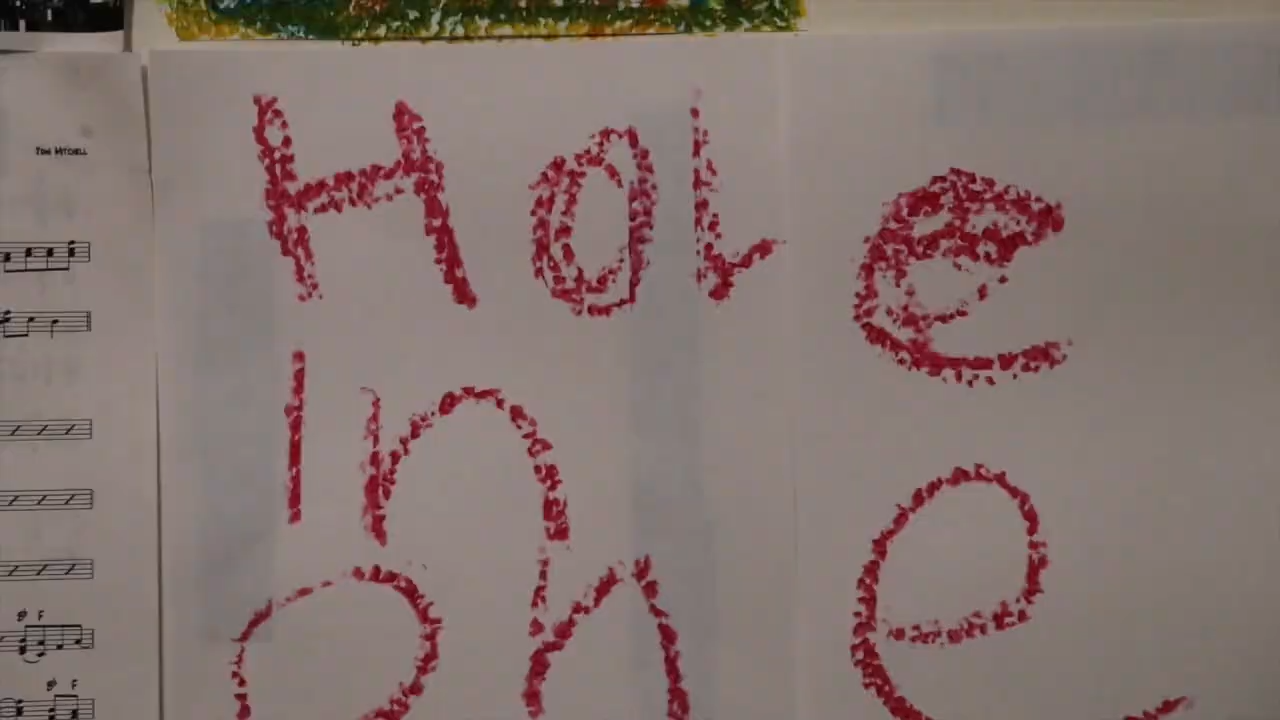 Tom Mitchell
Hole
in
one
B♭ F
B♭ F